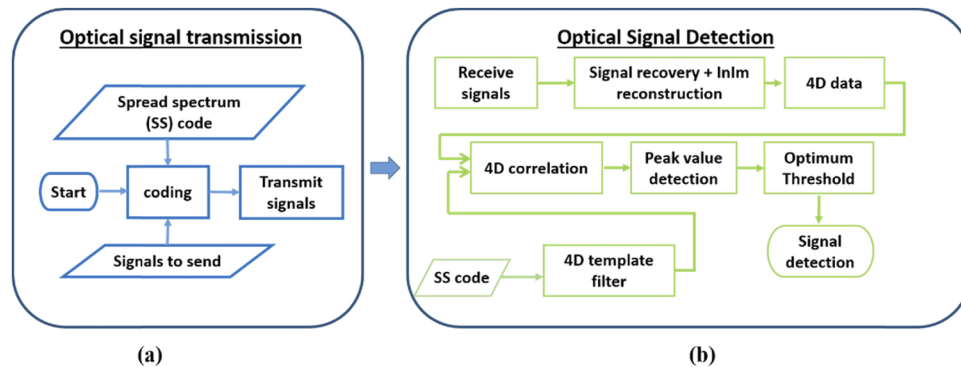 Optical signal transmission
Spread spectrum
(SS) code
Start
coding
Transmit
signals
Signals to send
(a)
Optical Signal Detection
Receive
signals
Signal recovery + InIm
reconstruction
4D data
4D correlation
Peak value
detection
Optimum
Threshold
Signal
detection
SS code
4D template
filter
(b)